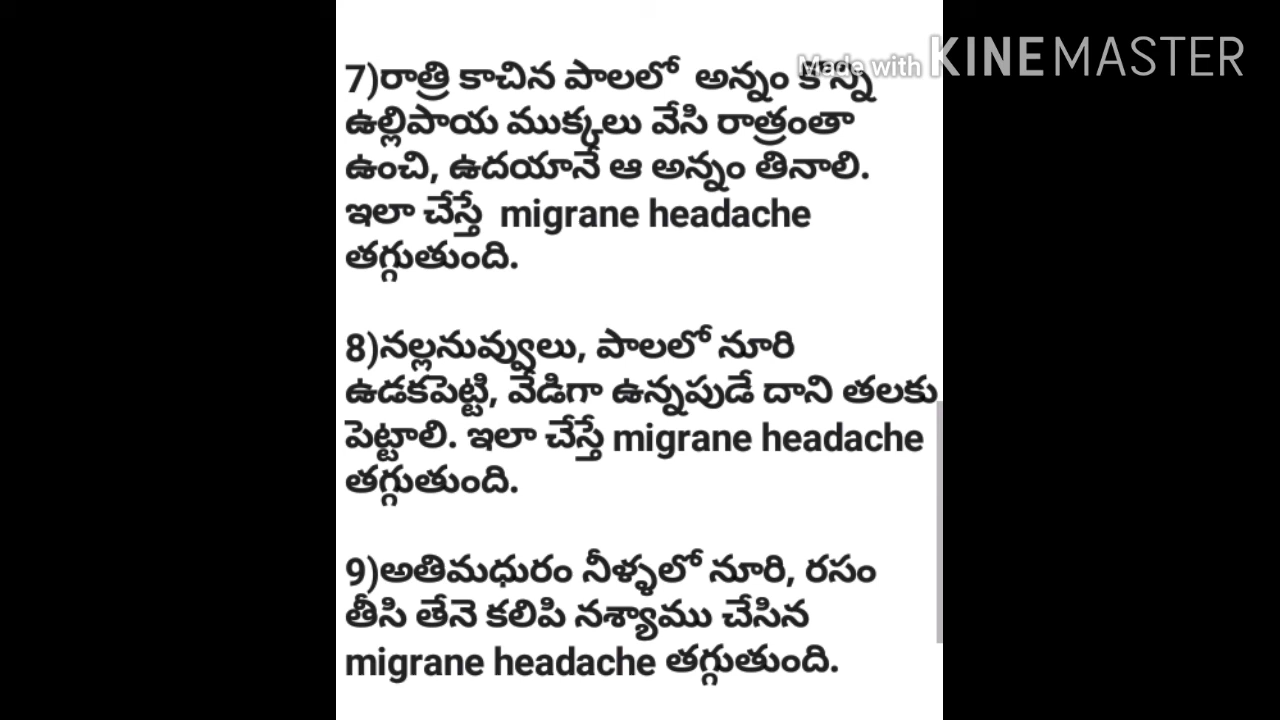 Made with KINEMASTER
7)రాత్రి కాచిన పాలలో అన్నం కొన్ని
ఉల్లిపాయ ముక్కలు వేసి రాత్రంతా
ఉంచి, ఉదయానే ఆ అన్నం తినాలి.
ఇలా చేస్తే migrane headache
తగ్గుతుంది.
8)నల్లనువ్వులు, పాలలో నూరి
ఉడకపెట్టి, వేడిగా ఉన్నపుడే దాని తలకు
పెట్టాలి. ఇలా చేస్తే migrane headache
తగ్గుతుంది.
9)అతిమధురం నీళ్ళలో నూరి, రసం
తీసి తేనె కలిపి నశ్యాము చేసిన
migrane headache తగ్గుతుంది.